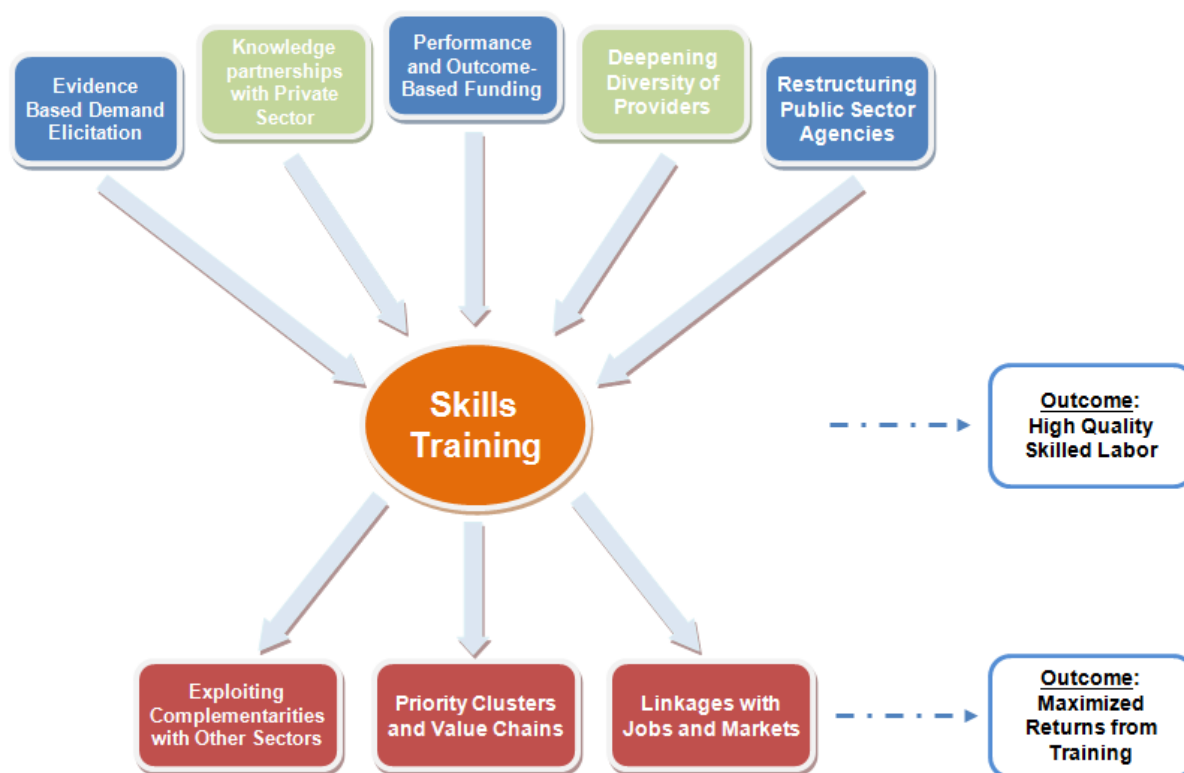 Evidence
Based Demand
Elicitation
Knowledge
partnerships
with Private
Sector
Performance
and Outcome-
Based Funding
Deepening
Diversity of
Providers
Restructuring
Public Sector
Agencies
Skills
Training
Outcome:
High Quality
Skilled Labor
Exploiting
Complementarities
with Other Sectors
Priority Clusters
and Value Chains
Linkages with
Jobs and Markets
Outcome:
Maximized
Returns from
Training